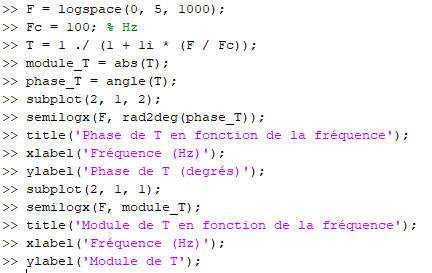 >> F = logspace(0, 5, 1000);
>> Fc = 100; % Hz
>> T = 1 ./ (1 + 1i * (F / Fc));
>> module_T = abs(T);
>> phase_T = angle(T);
>> subplot(2, 1, 2);
>> semilogx(F, rad2deg(phase_T));
>> title('Phase de T en fonction de la fréquence');
>> xlabel('Fréquence (Hz)');
>> ylabel('Phase de T (degrés)');
>> subplot(2, 1, 1);
>> semilogx(F, module_T);
>> title('Module de T en fonction de la fréquence');
>> xlabel('Fréquence (Hz)');
>> ylabel('Module de T');